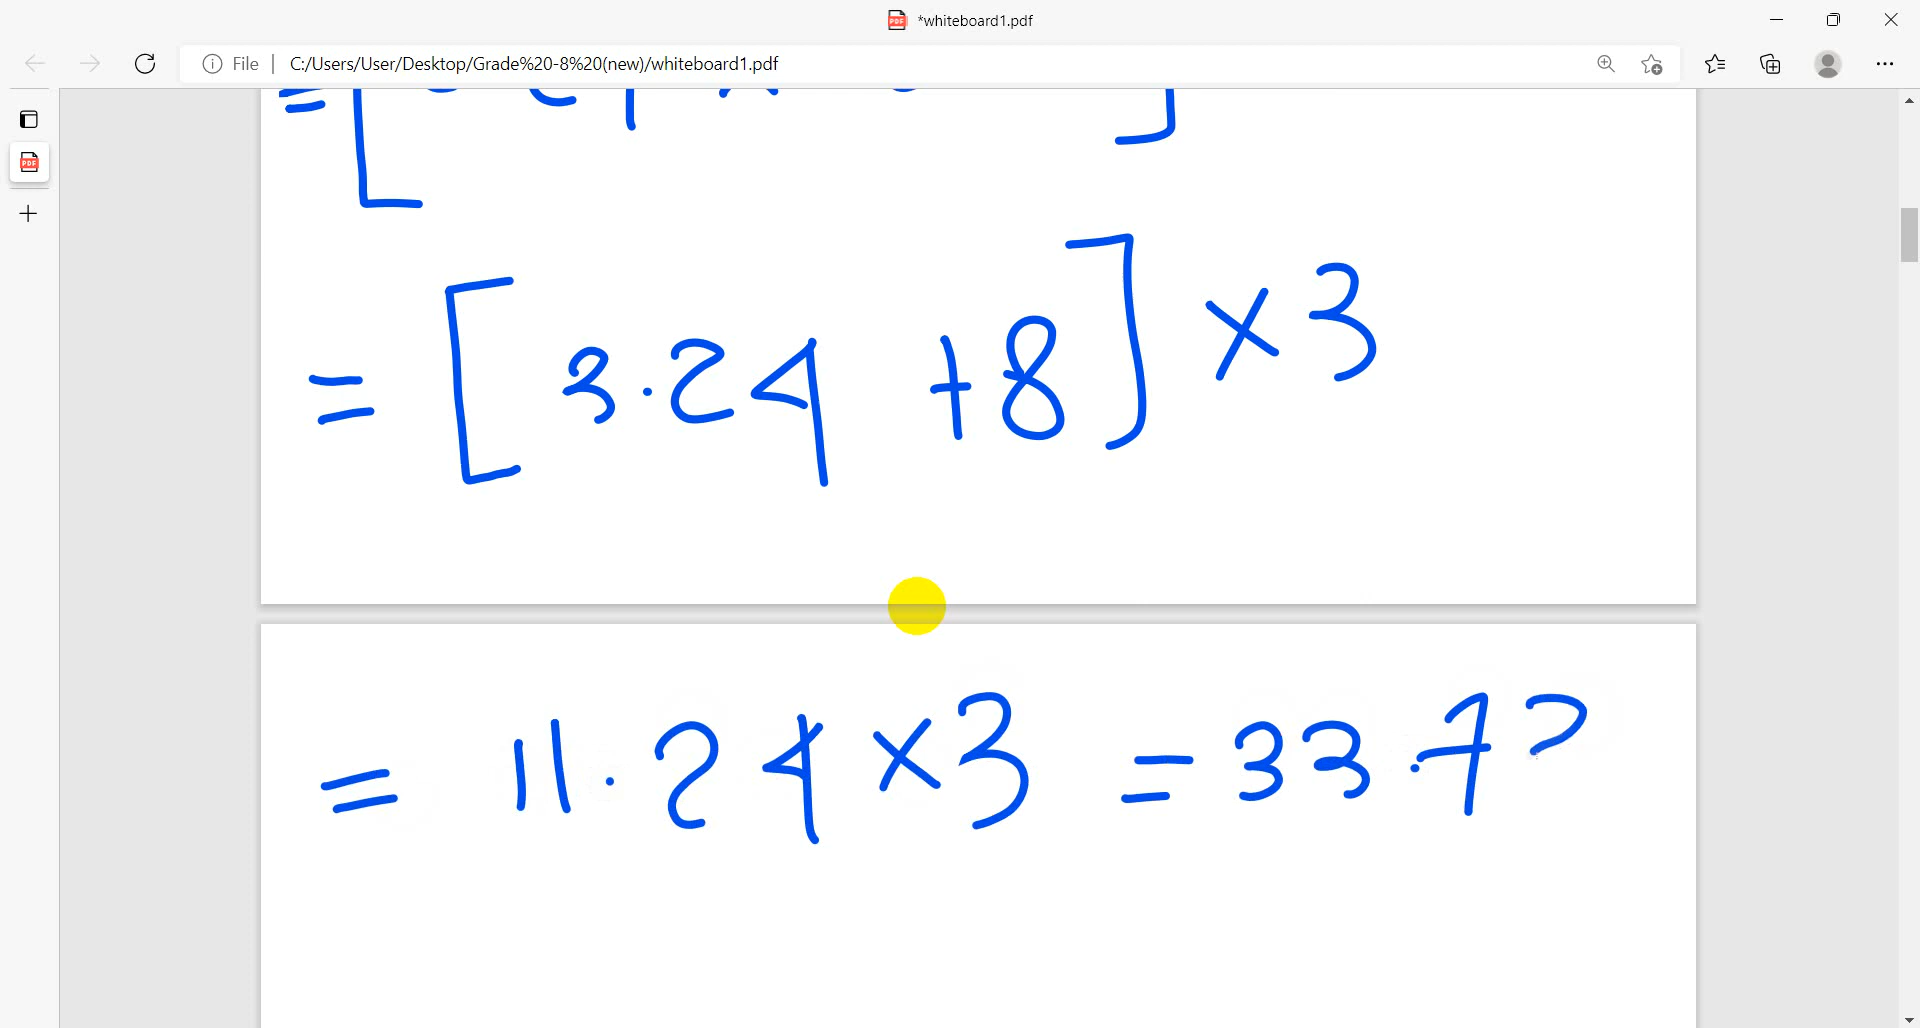 *whiteboard1.pdf
File | C:/Users/User/Desktop/Grade%20-8%20(new)/whiteboard1.pdf
= [ 3.24 + 8 ] × 3
= 11.24 × 3 = 33.7